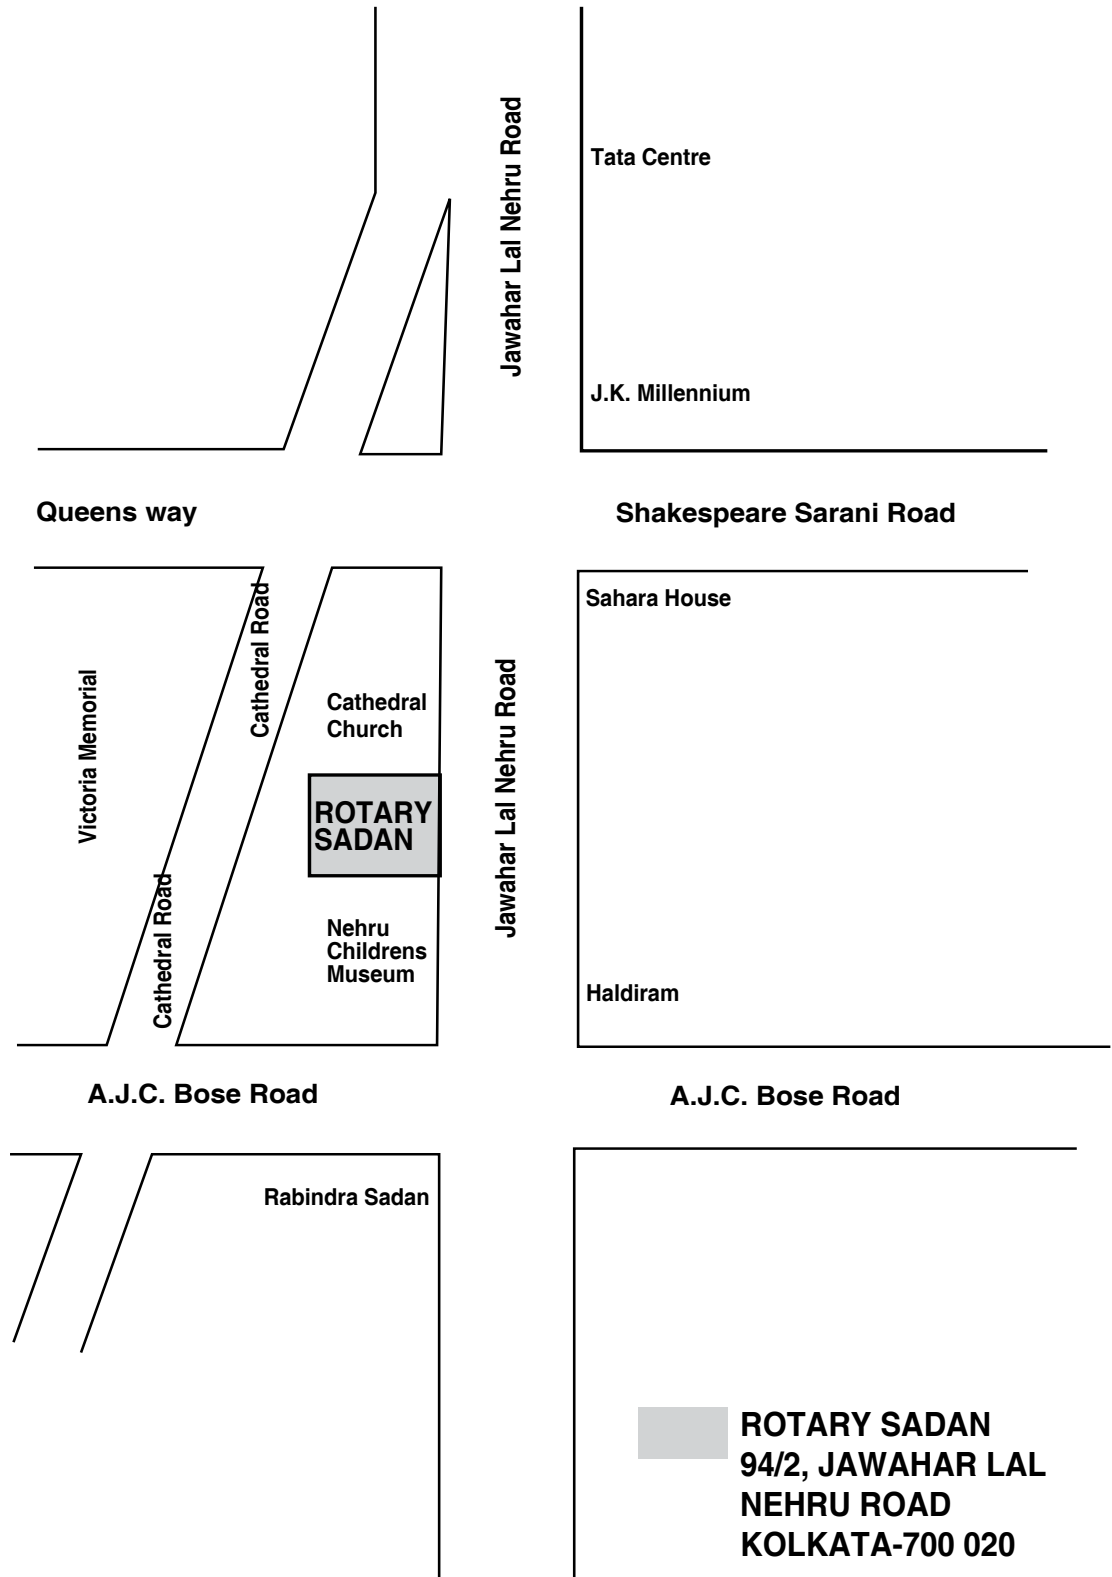 Jawahar Lal Nehru Road
Tata Centre
J.K. Millennium
Queens way
Shakespeare Sarani Road
Cathedral Road
Sahara House
Victoria Memorial
Cathedral
Church
Jawahar Lal Nehru Road
ROTARY
SADAN
Cathedral Road
Nehru
Childrens
Museum
Haldiram
A.J.C. Bose Road
A.J.C. Bose Road
Rabindra Sadan
ROTARY SADAN
94/2, JAWAHAR LAL
NEHRU ROAD
KOLKATA-700 020